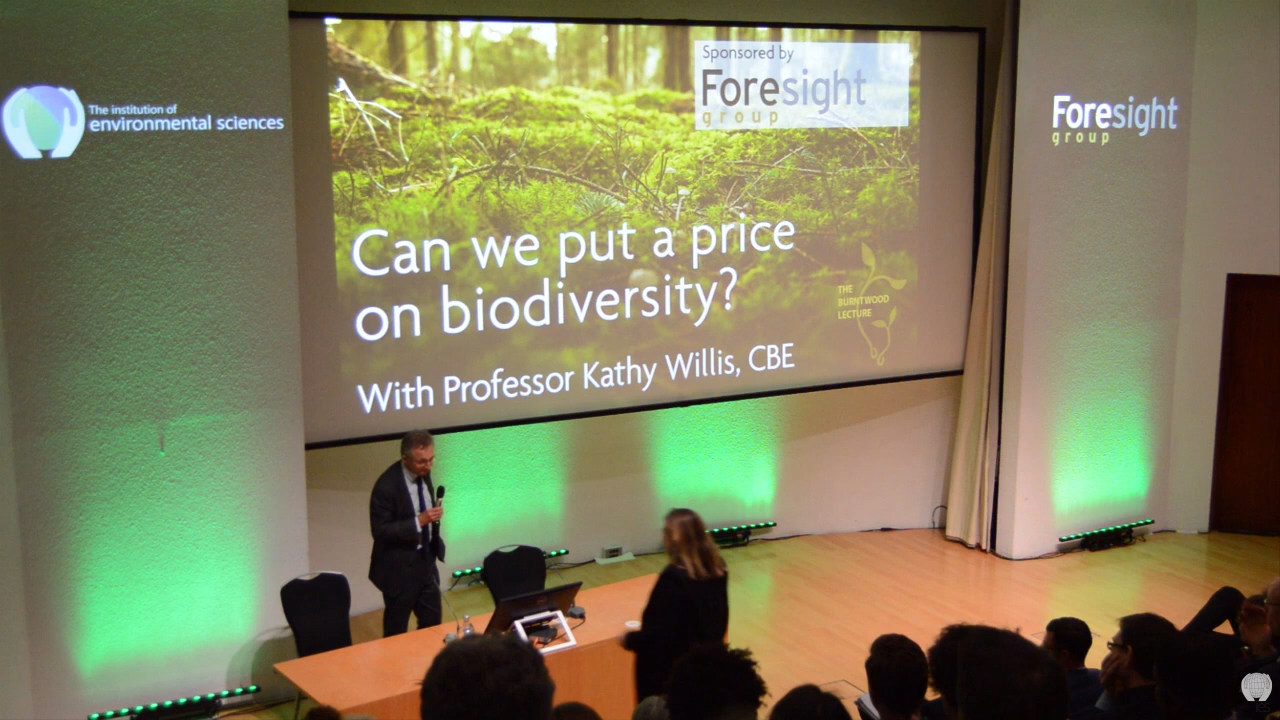 The institution of
environmental sciences
Sponsored by
Foresight
group
Can we put a price
on biodiversity?
With Professor Kathy Willis, CBE
THE
BURNTWOOD
LECTURE
Foresight
group